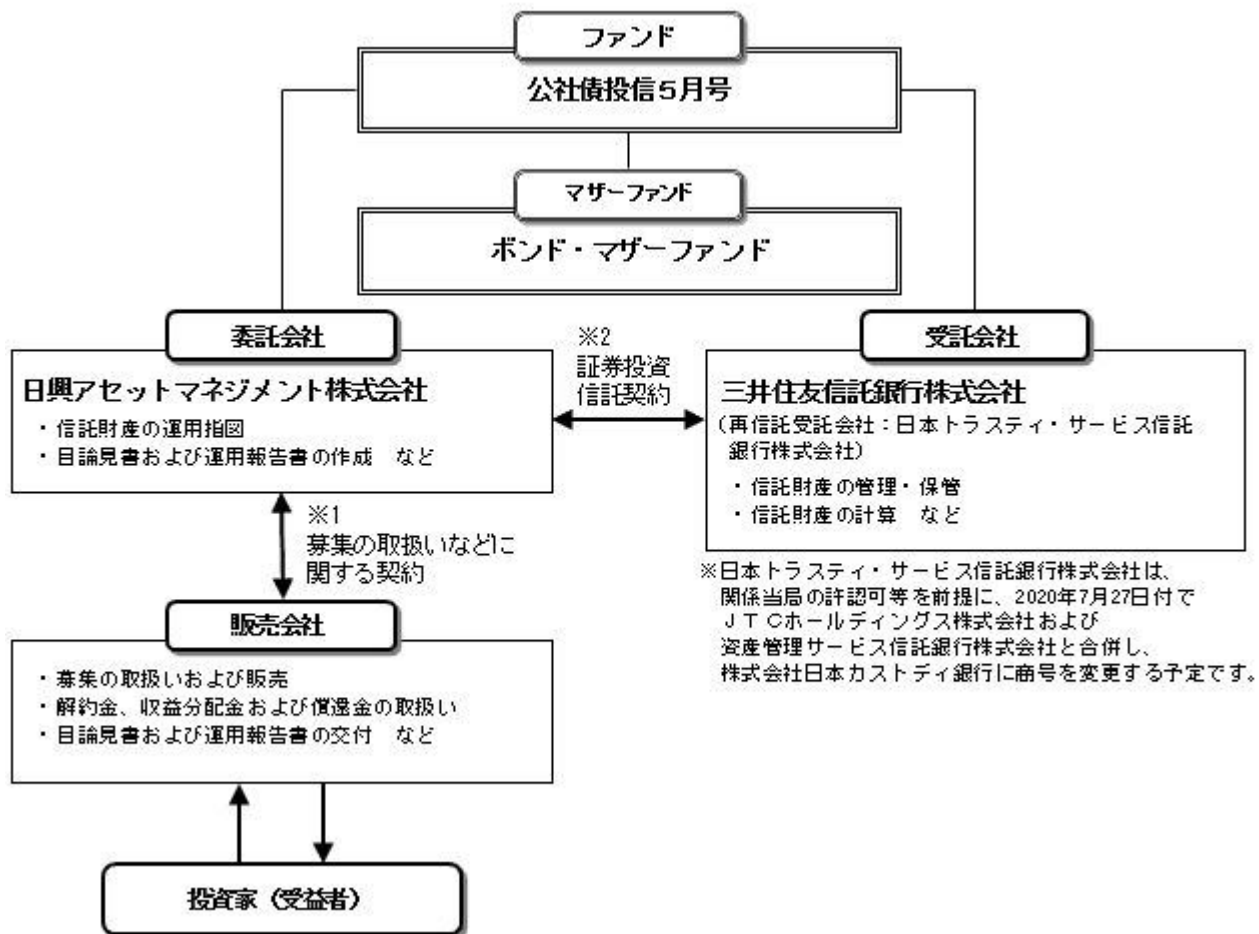 ファンド
公社債投信5月号
マザーファンド
ボンド・マザーファンド
委託会社
日興アセットマネジメント株式会社
・信託財産の運用指図
・目論見書および運用報告書の作成　など
※2
証券投資
信託契約
受託会社
三井住友信託銀行株式会社
（再信託受託会社：日本トラスティ・サービス信託
銀行株式会社）
・信託財産の管理・保管
・信託財産の計算　など
※1
募集の取扱いなどに
関する契約
※日本トラスティ・サービス信託銀行株式会社は、
関係当局の許認可等を前提に、2020年7月27日付で
ＪＴＣホールディングス株式会社および
資産管理サービス信託銀行株式会社と合併し、
株式会社日本カストディ銀行に商号を変更する予定です。
販売会社
・募集の取扱いおよび販売
・解約金、収益分配金および償還金の取扱い
・目論見書および運用報告書の交付　など
投資家（受益者）